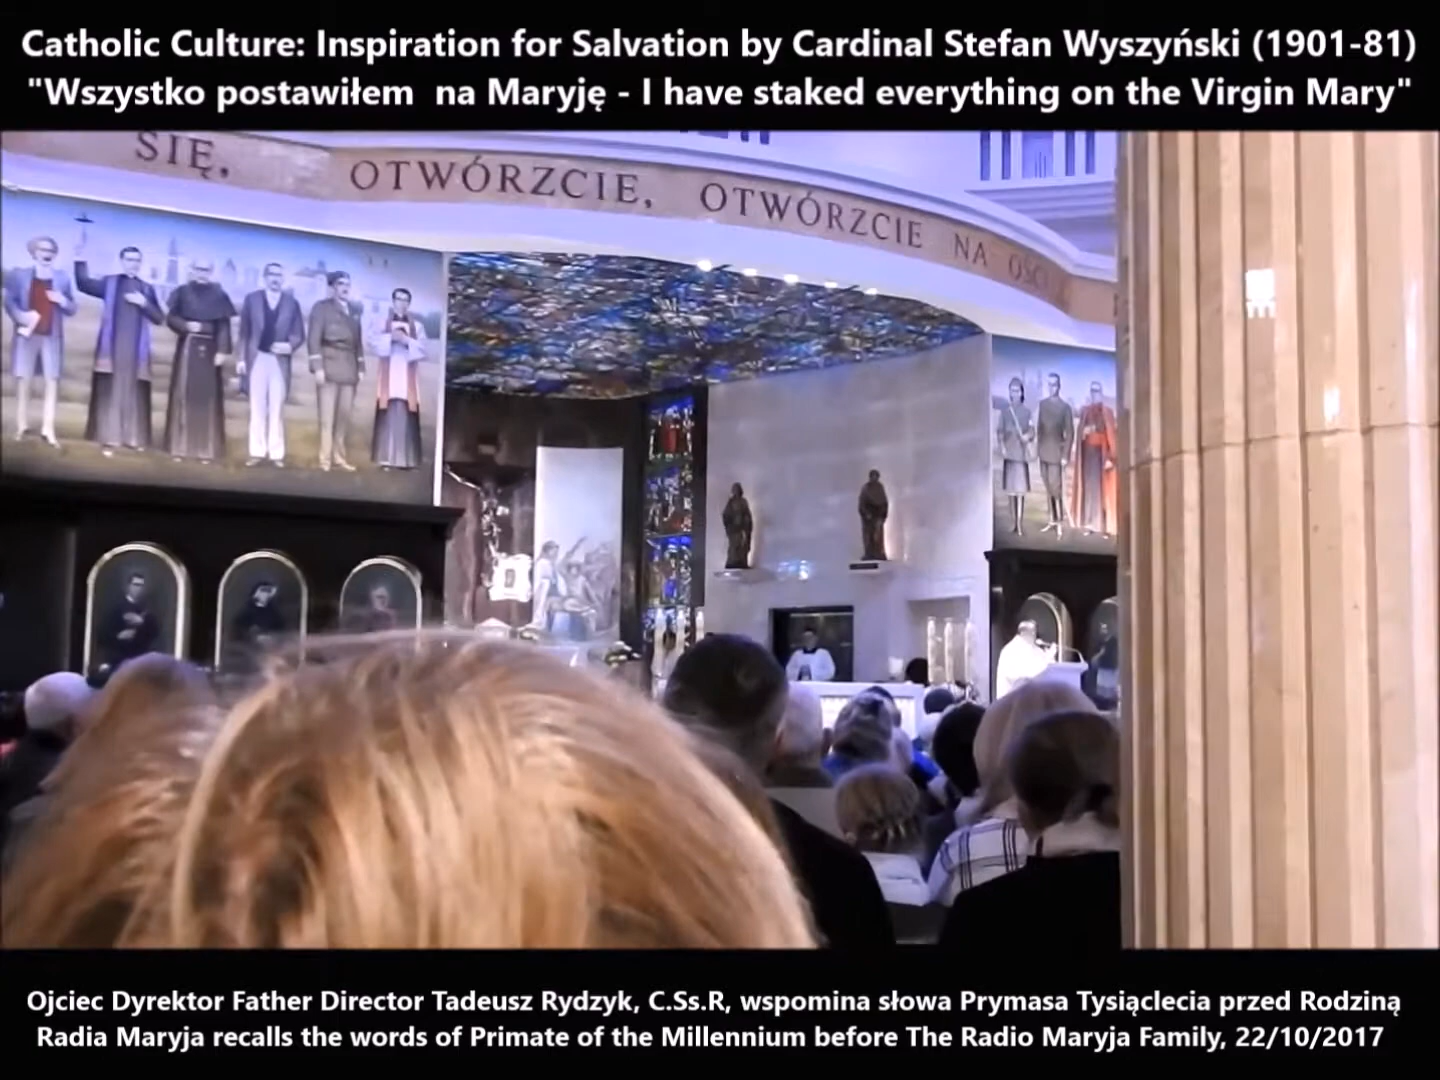 Catholic Culture: Inspiration for Salvation by Cardinal Stefan Wyszyński (1901-81)
"Wszystko postawiłem  na Maryję - I have staked everything on the Virgin Mary"
SIĘ, OTWÓRZCIE, OTWÓRZCIE NA
Ojciec Dyrektor Father Director Tadeusz Rydzyk, C.Ss.R, wspomina słowa Prymasa Tysiąclecia przed Rodziną
Radia Maryja recalls the words of Primate of the Millennium before The Radio Maryja Family, 22/10/2017